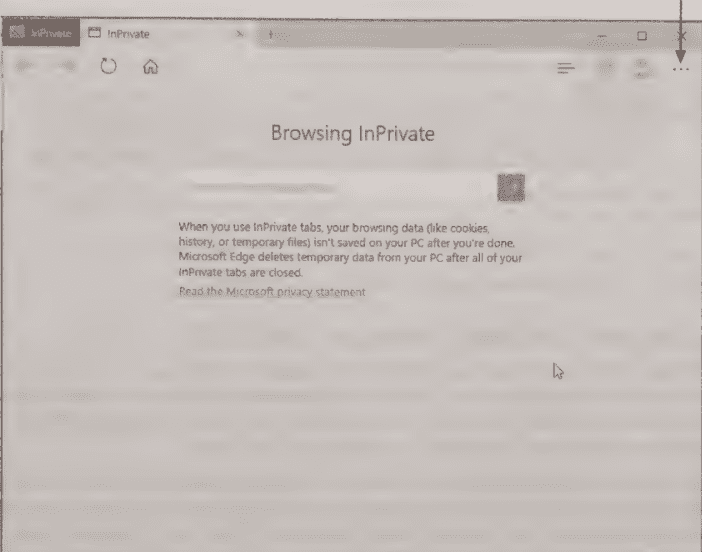 InPrivate InPrivate
Browsing InPrivate
When you use InPrivate tabs, your browsing data (like cookies,
history, or temporary files) isn't saved on your PC after you're done.
Microsoft Edge deletes temporary data from your PC after all of your
InPrivate tabs are closed.
Read the Microsoft privacy statement